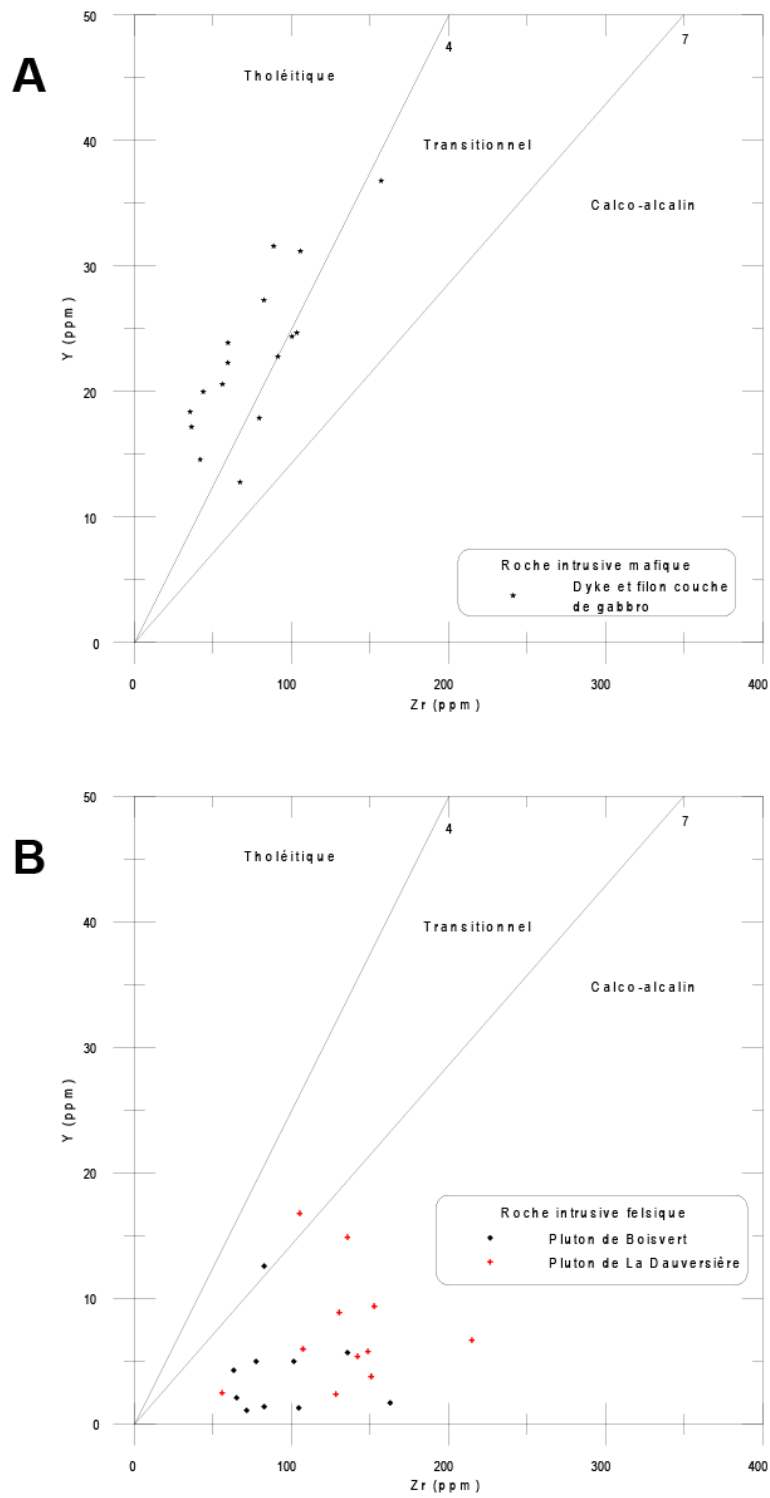 A
50
40
30
20
10
0
Y (ppm)
Tholéitique
4
7
Transitionnel
Calco-alcalin
Roche intrusive mafique
Dyke et filon couche
de gabbro
0
100
200
300
400
Zr (ppm)
B
50
40
30
20
10
0
Y (ppm)
Tholéitique
4
7
Transitionnel
Calco-alcalin
Roche intrusive felsique
Pluton de Boisvert
Pluton de La Dauversière
0
100
200
300
400
Zr (ppm)